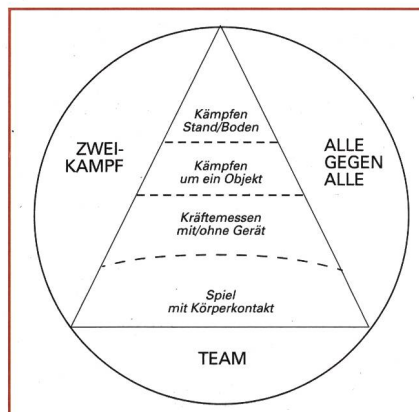 Kämpfen
Stand/Boden
ZWEI-
KAMPF
ALLE
GEGEN
ALLE
Kämpfen
um ein Objekt
Kräftemessen
mit/ohne Gerät
Spiel
mit Körperkontakt
TEAM